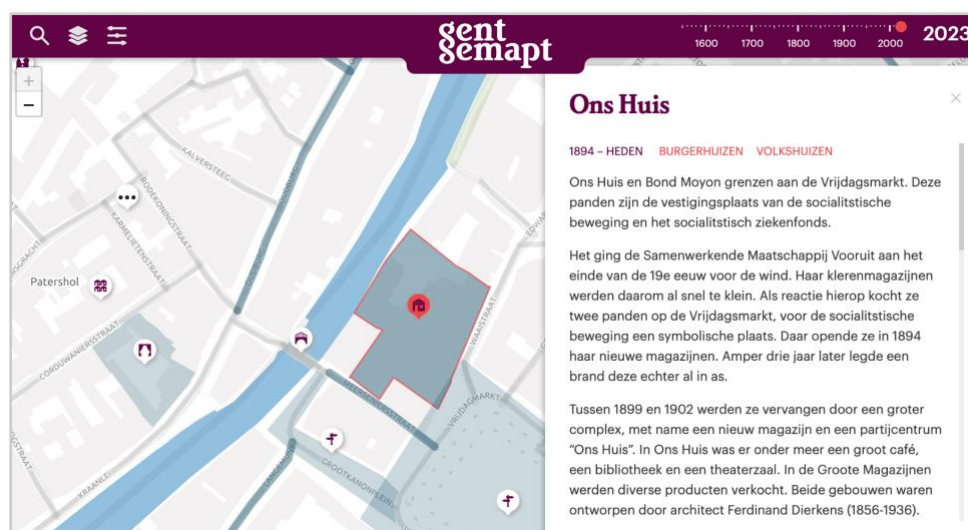 gent
gemapt
1600 1700 1800 1900 2000
2023
Ons Huis
1894 – HEDEN BURGERHUIZEN VOLKSHUIZEN
Ons Huis en Bond Moyon grenzen aan de Vrijdagsmarkt. Deze
panden zijn de vestigingsplaats van de socialitstische
beweging en het socialitstisch ziekenfonds.
Het ging de Samenwerkende Maatschappij Vooruit aan het
einde van de 19e eeuw voor de wind. Haar klerenmagazijnen
werden daarom al snel te klein. Als reactie hierop kocht ze
twee panden op de Vrijdagsmarkt, voor de socialitstische
beweging een symbolische plaats. Daar opende ze in 1894
haar nieuwe magazijnen. Amper drie jaar later legde een
brand deze echter al in as.
Tussen 1899 en 1902 werden ze vervangen door een groter
complex, met name een nieuw magazijn en een partijcentrum
“Ons Huis”. In Ons Huis was er onder meer een groot café,
een bibliotheek en een theaterzaal. In de Groote Magazijnen
werden diverse producten verkocht. Beide gebouwen waren
ontworpen door architect Ferdinand Dierkens (1856-1936).
KALVERSTEEG
RODEKONINGSTRAAT
KARMELIETENSTRAAT
Patershol
CORDUWANIERSSTRAAT
KRAANLEI
MEERSENIERSSTRAAT
WAAISTRAAT
VRIJDAGMARKT
GROOTKANONPLEIN